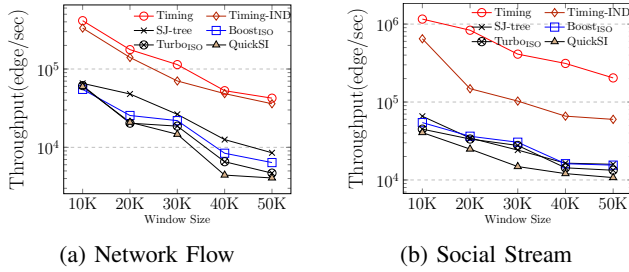 Throughput(edge/sec)
Timing
Timing-IND
SJ-tree
BoostISO
TurboISO
QuickSI
10^5
10^4
10K 20K 30K 40K 50K
Window Size
(a) Network Flow
Throughput(edge/sec)
Timing
Timing-IND
SJ-tree
BoostISO
TurboISO
QuickSI
10^6
10^5
10^4
10K 20K 30K 40K 50K
Window Size
(b) Social Stream